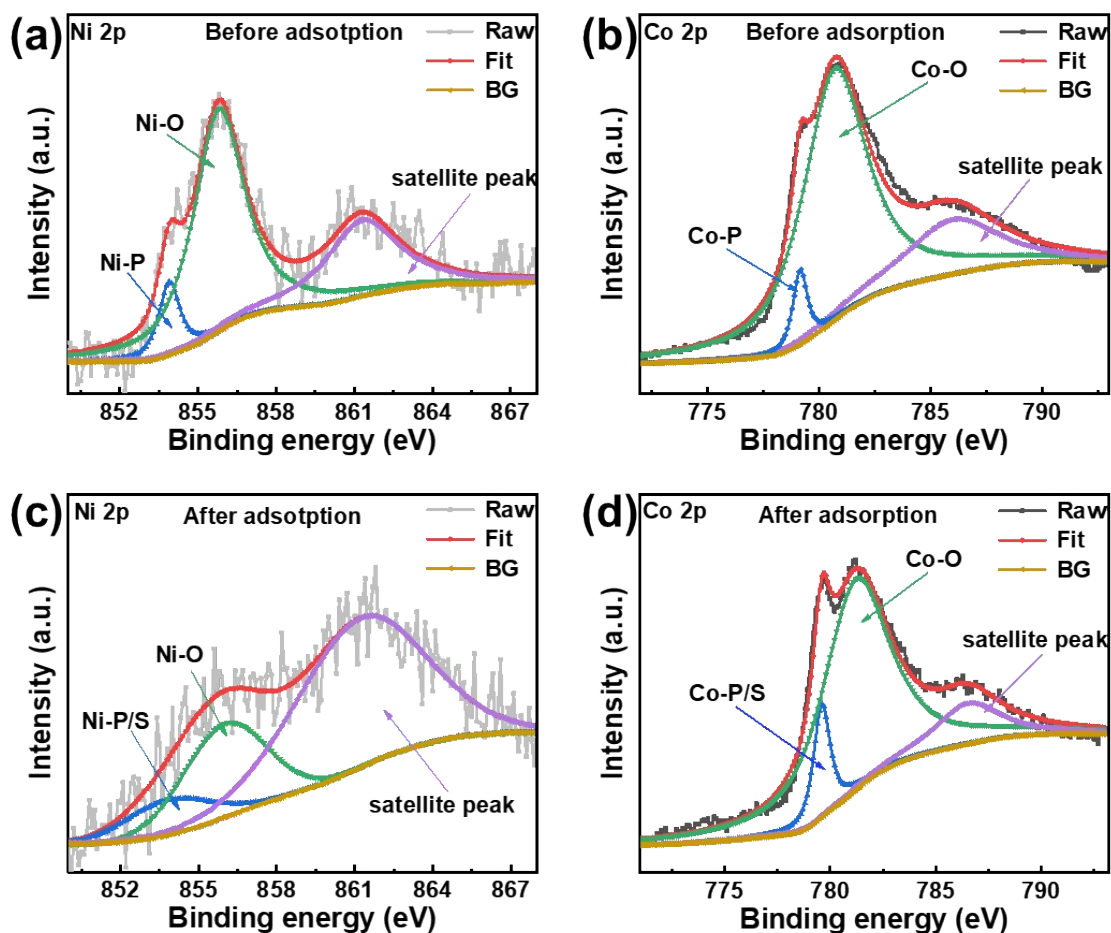 (a) Ni 2p Before adsotption Raw
Fit
BG
Ni-O
satellite peak
Ni-P
Intensity (a.u.)
852 855 858 861 864 867
Binding energy (eV)
(b) Co 2p Before adsorption Raw
Fit
BG
Co-O
satellite peak
Co-P
Intensity (a.u.)
775 780 785 790
Binding energy (eV)
(c) Ni 2p After adsotption Raw
Fit
BG
Ni-O
Ni-P/S
satellite peak
Intensity (a.u.)
852 855 858 861 864 867
Binding energy (eV)
(d) Co 2p After adsorption Raw
Fit
BG
Co-O
satellite peak
Co-P/S
Intensity (a.u.)
775 780 785 790
Binding energy (eV)